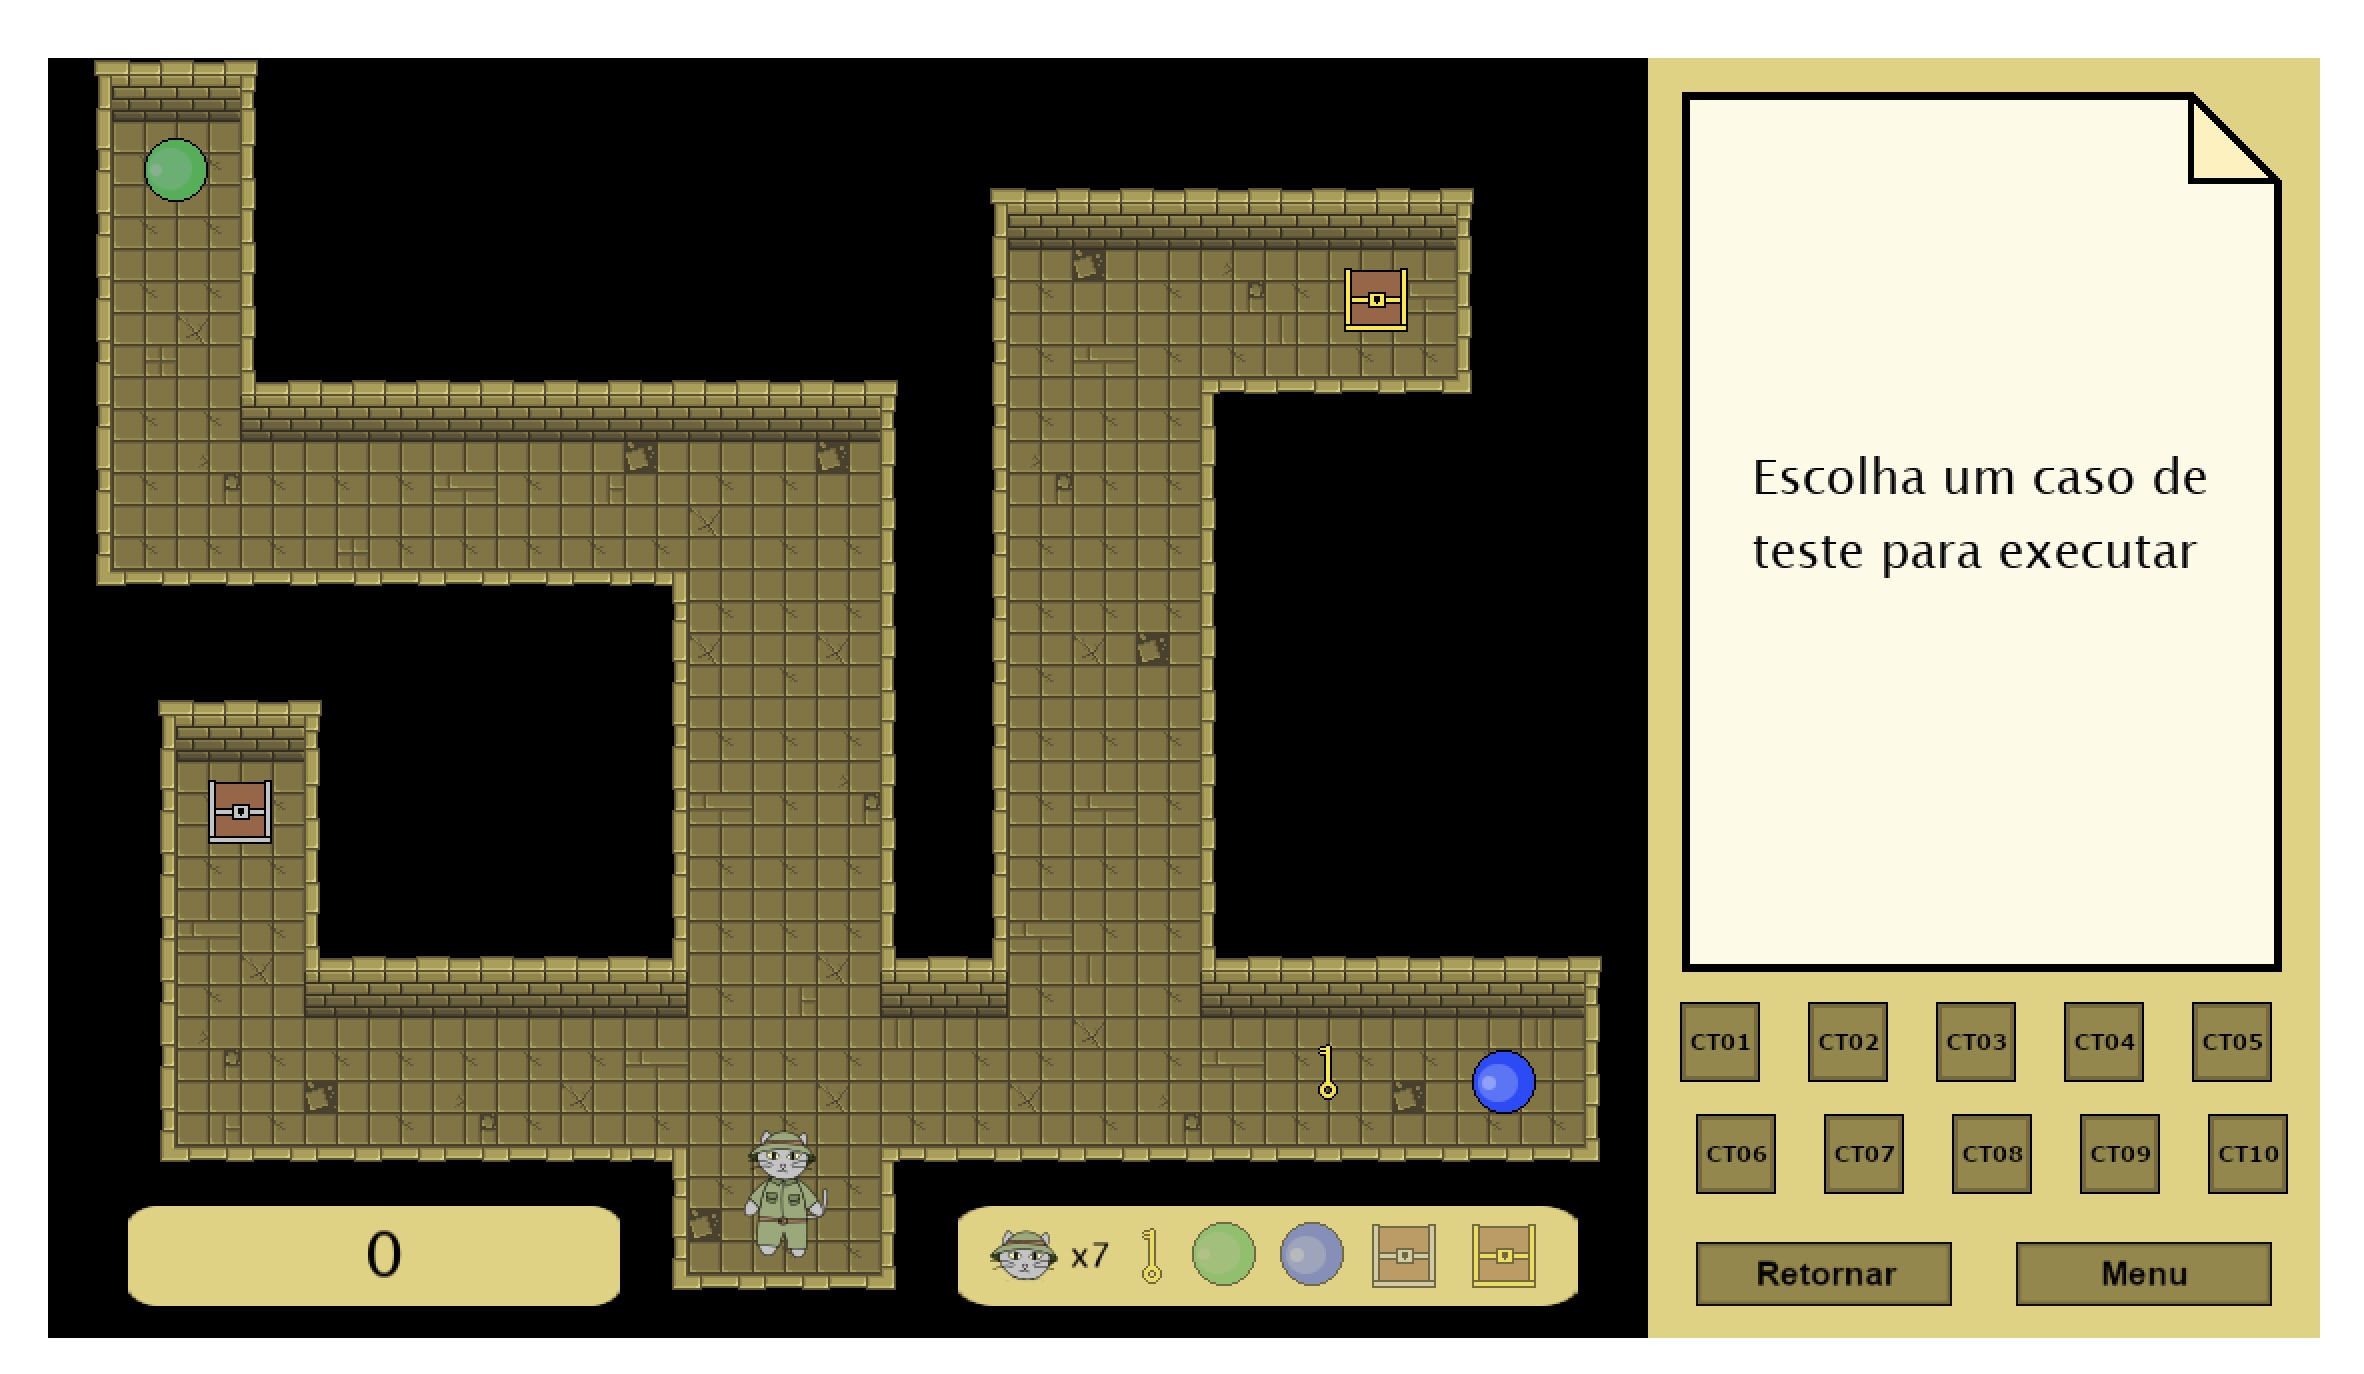 Escolha um caso de
teste para executar
CT01 CT02 CT03 CT04 CT05
CT06 CT07 CT08 CT09 CT10
0
x7
Retornar Menu